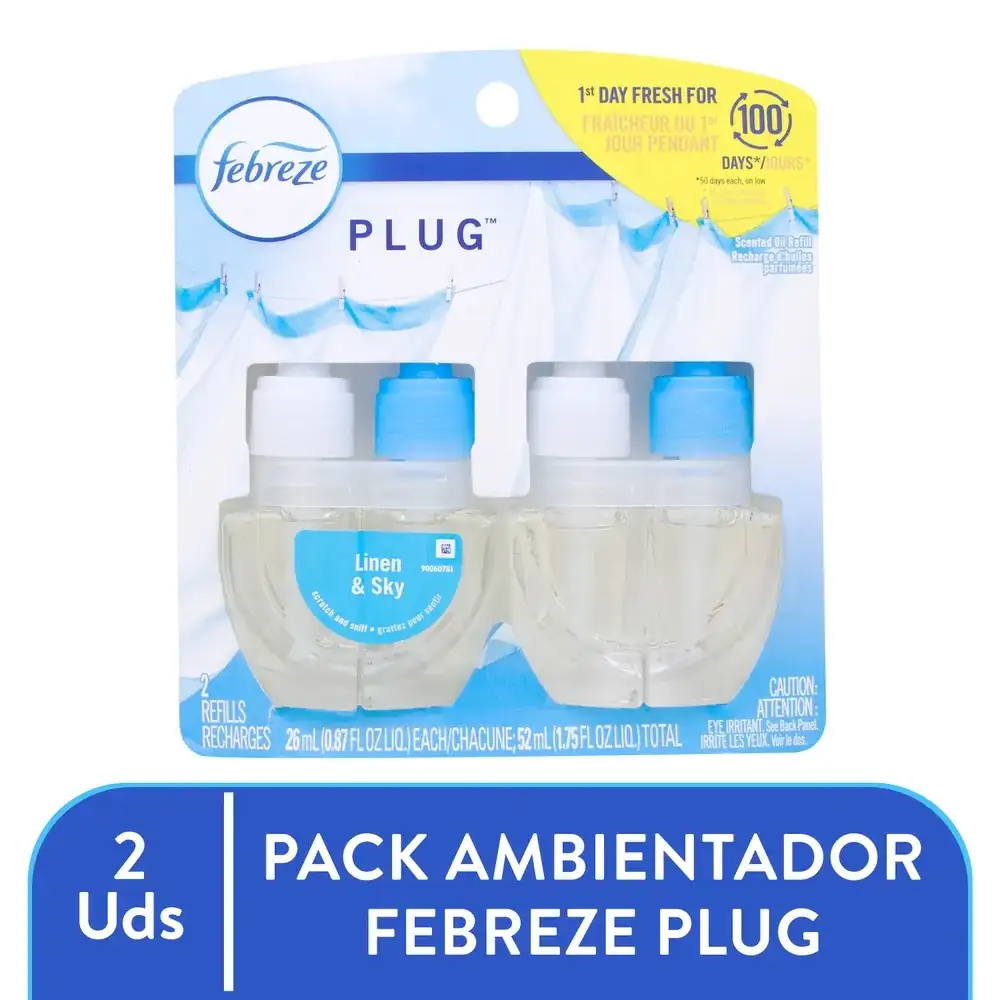 febreze
PLUG™
1st DAY FRESH FOR
FRAÎCHEUR DU 1er
JOUR PENDANT
100
DAYS*/JOURS*
*50 days each, on low
Scented Oil Refill
Recharge d'huiles
parfumées
Linen
& Sky
90060781
scratch and sniff • grattez pour sentir
2
REFILLS
RECHARGES
26 mL (0.87 FL OZ LIQ.) EACH/CHACUNE; 52 mL (1.75 FL OZ LIQ.) TOTAL
CAUTION:
ATTENTION :
EYE IRRITANT. See Back Panel.
IRRITE LES YEUX. Voir le dos.
2
Uds
PACK AMBIENTADOR
FEBREZE PLUG